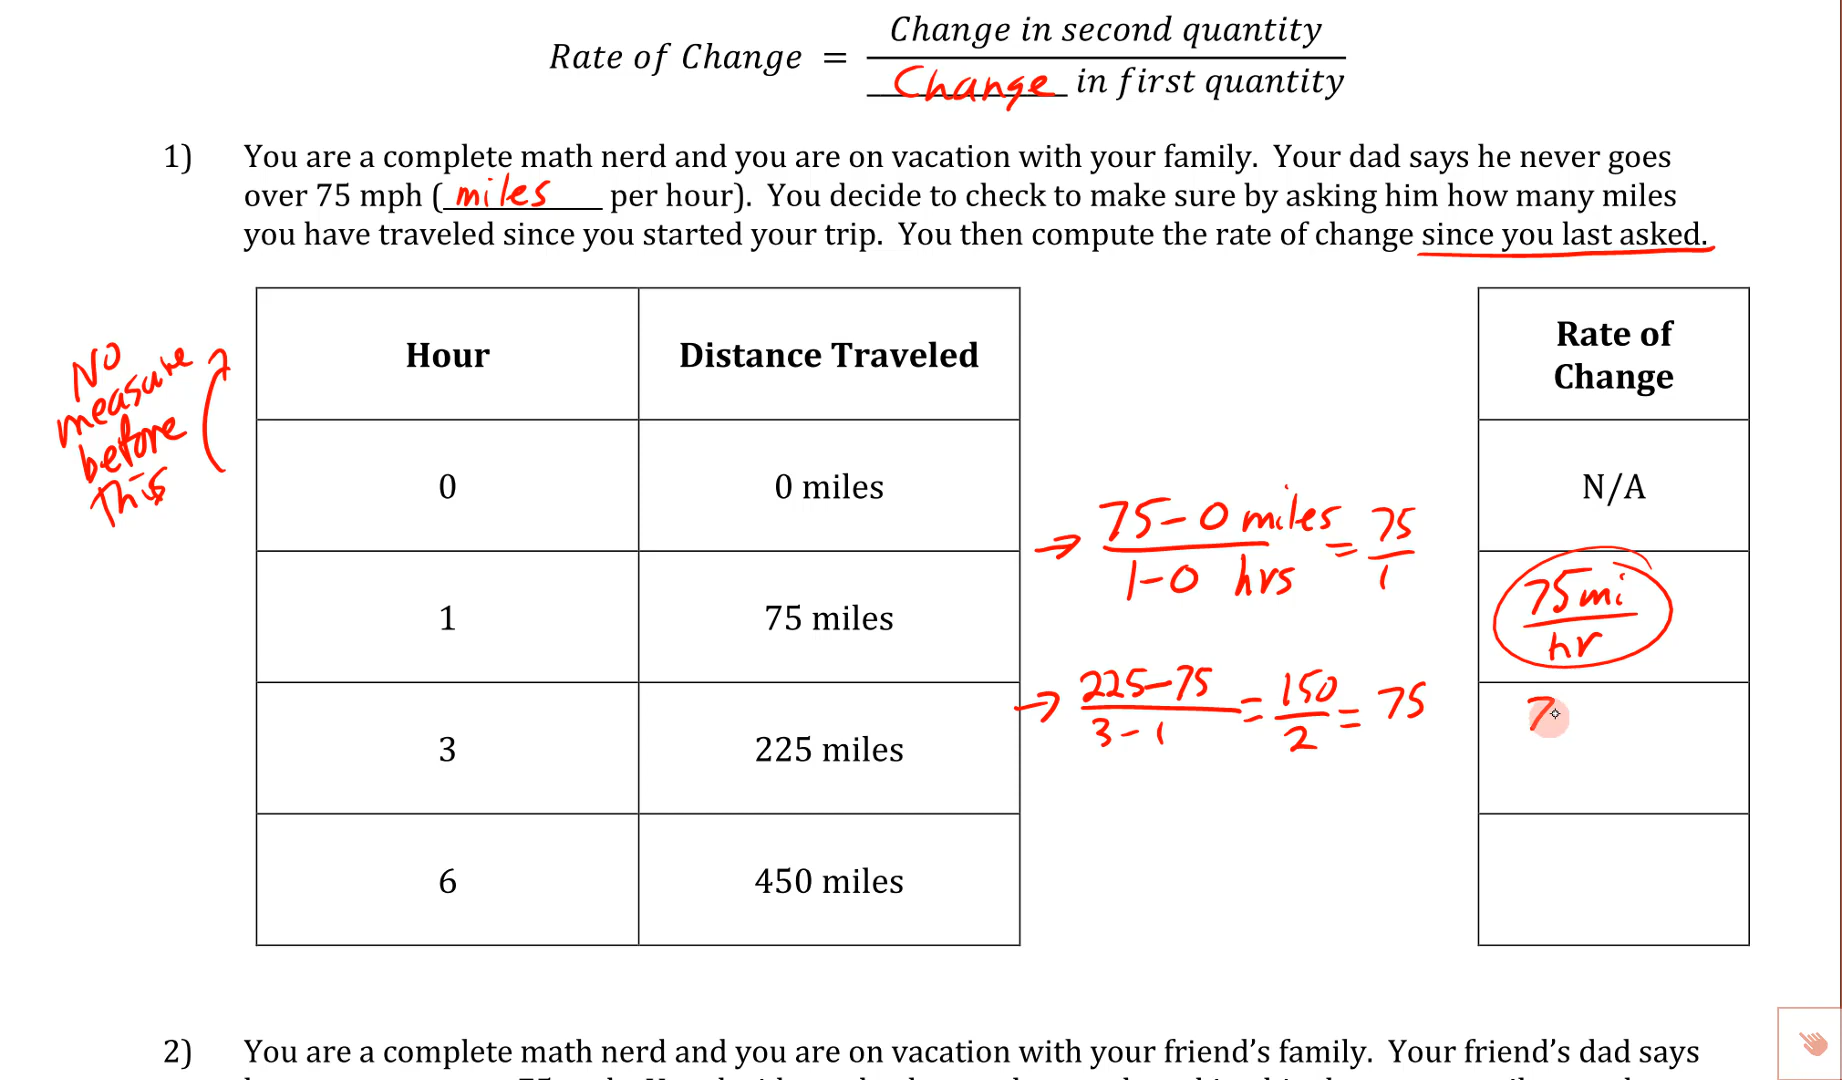 Rate of Change = Change in second quantity
Change in first quantity
1) You are a complete math nerd and you are on vacation with your family. Your dad says he never goes
over 75 mph (miles per hour). You decide to check to make sure by asking him how many miles
you have traveled since you started your trip. You then compute the rate of change since you last asked.
NO
measure
before
this
Hour Distance Traveled Rate of
Change
0 0 miles N/A
→ 75-0 miles = 75
1-0 hrs 1
1 75 miles 75 mi
hr
→ 225-75 = 150 = 75
3-1 2
3 225 miles 7
6 450 miles
2) You are a complete math nerd and you are on vacation with your friend's family. Your friend's dad says